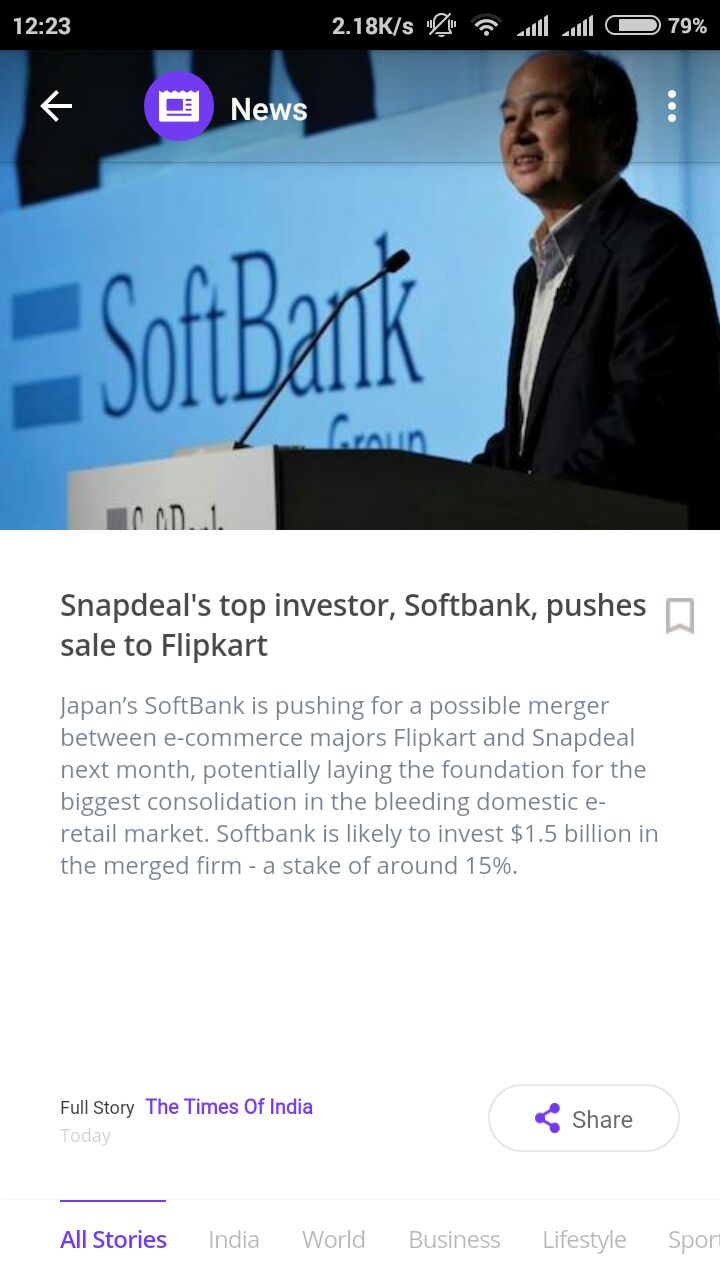 12:23 2.18K/s 79%
News
SoftBank
Group
SoftBank
Snapdeal's top investor, Softbank, pushes
sale to Flipkart
Japan’s SoftBank is pushing for a possible merger
between e-commerce majors Flipkart and Snapdeal
next month, potentially laying the foundation for the
biggest consolidation in the bleeding domestic e-
retail market. Softbank is likely to invest $1.5 billion in
the merged firm - a stake of around 15%.
Full Story The Times Of India
Today
Share
All Stories India World Business Lifestyle Sport